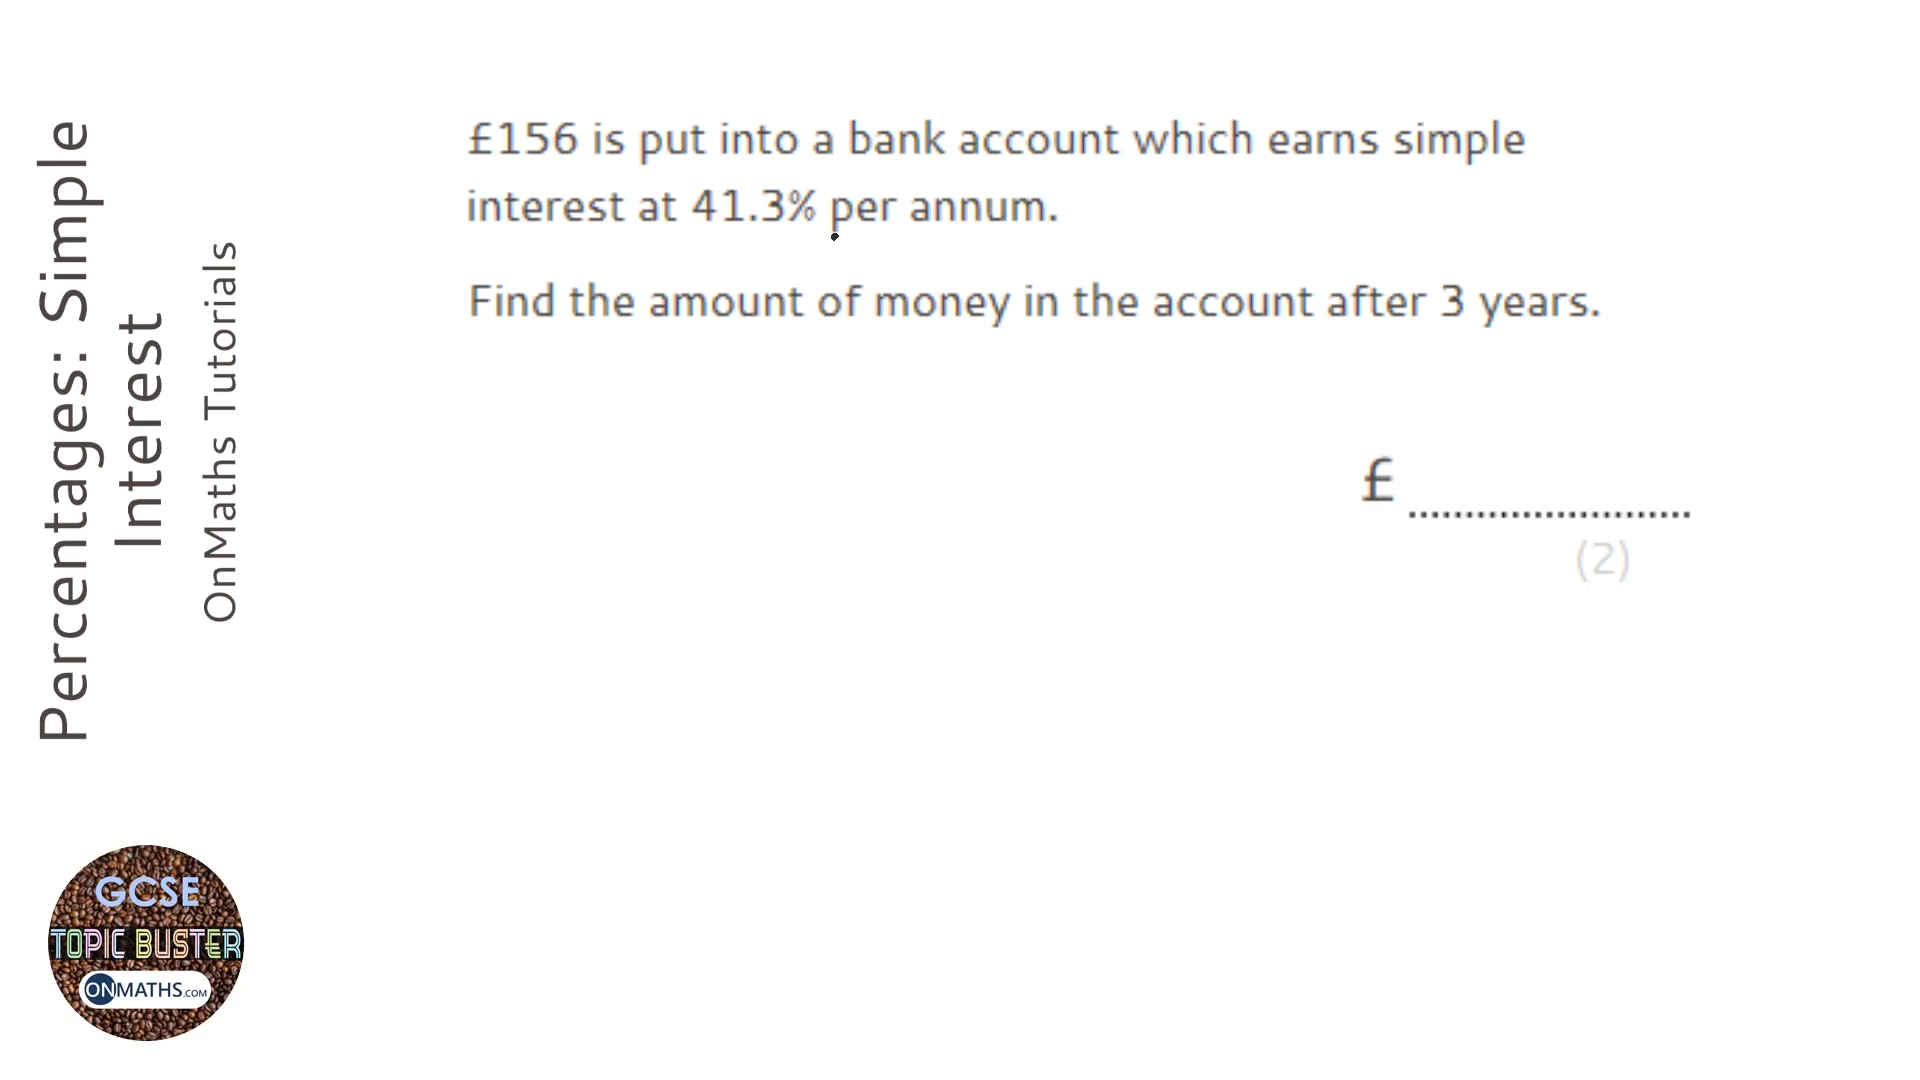 Percentages: Simple
Interest
OnMaths Tutorials
£156 is put into a bank account which earns simple
interest at 41.3% per annum.
Find the amount of money in the account after 3 years.
£ ........................
(2)
GCSE
TOPIC BUSTER
ONMATHS.COM